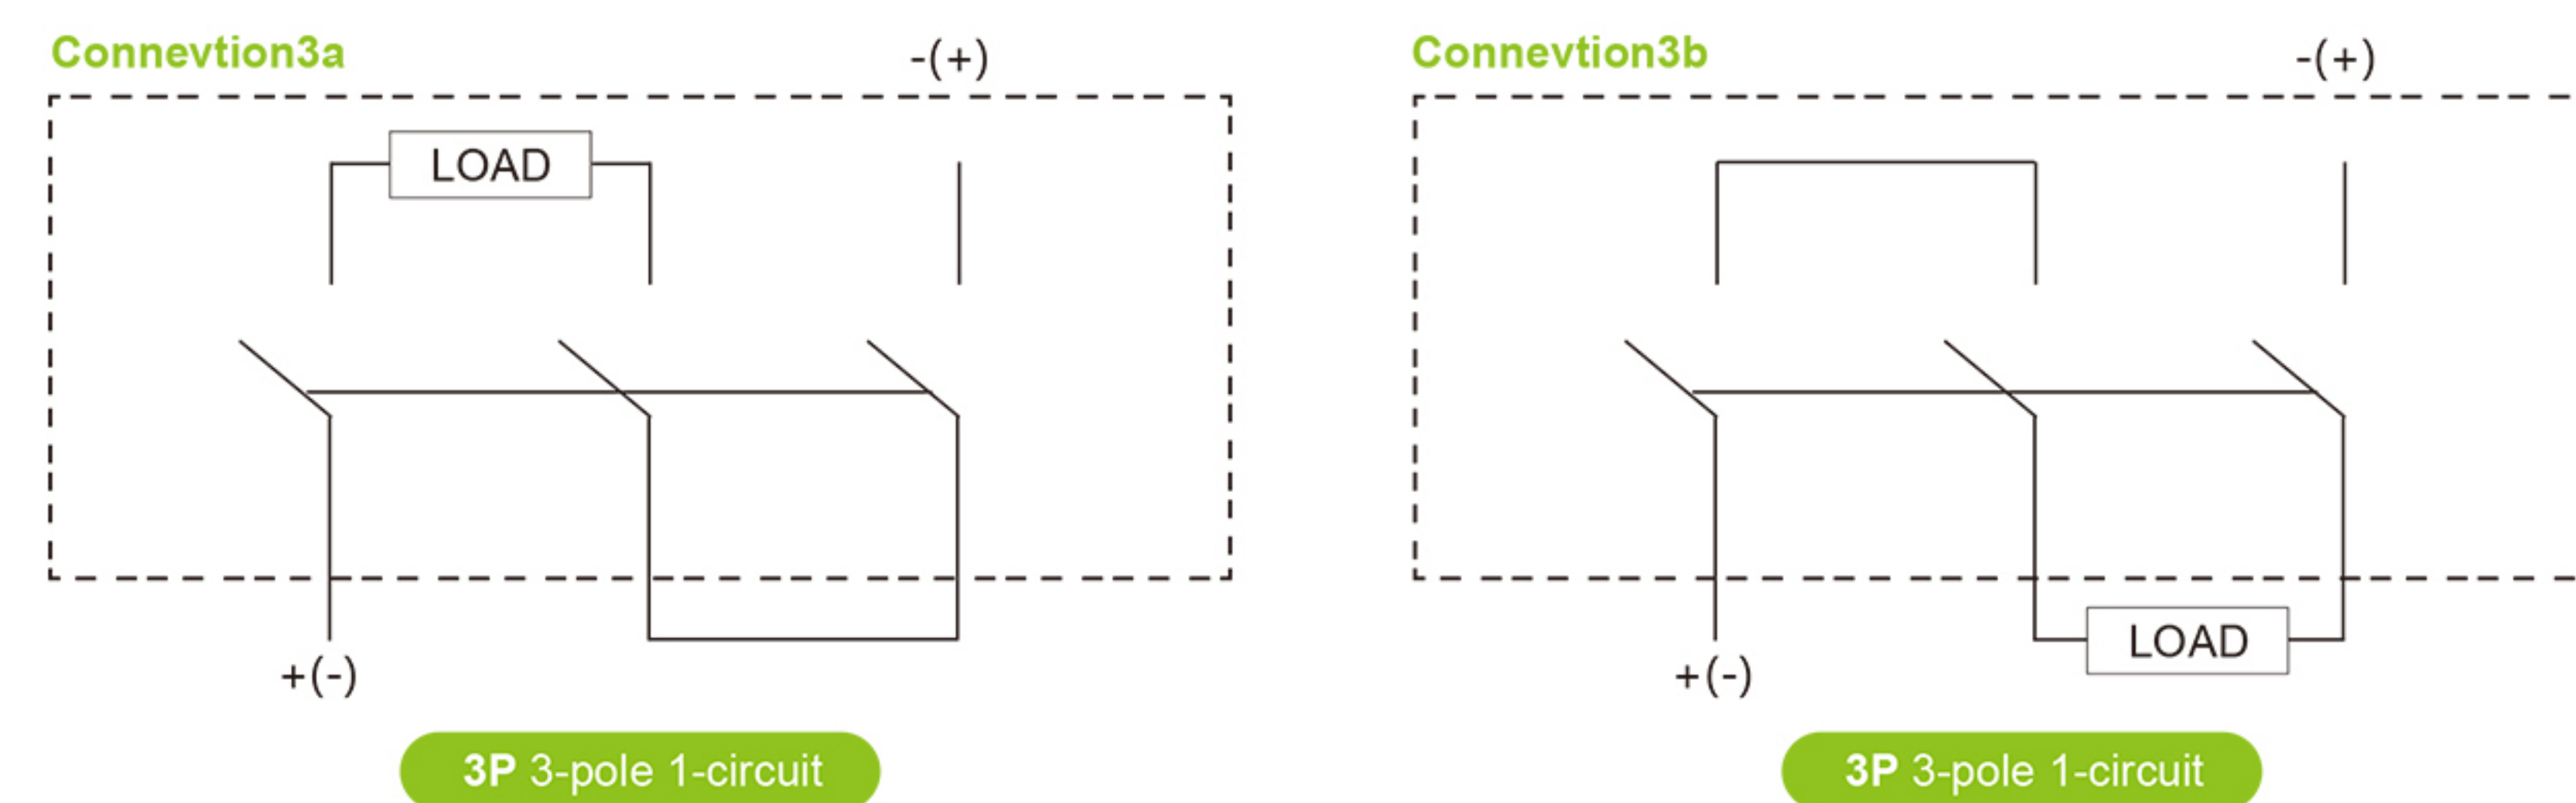 Connevtion3a
-(+)
LOAD
+(-)
3P 3-pole 1-circuit
Connevtion3b
-(+)
LOAD
+(-)
3P 3-pole 1-circuit